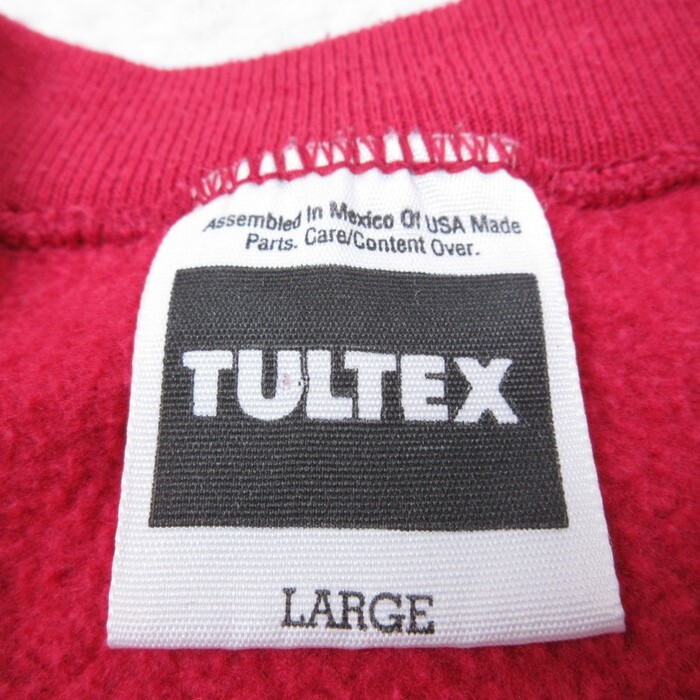 Assembled In Mexico Of USA Made
Parts. Care/Content Over.
TULTEX
LARGE